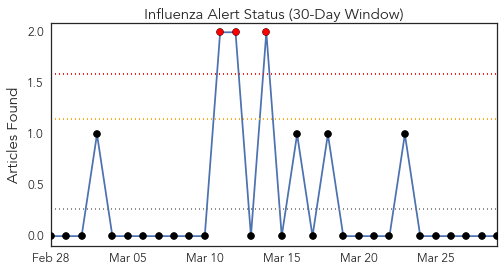 Influenza Alert Status (30-Day Window)
Articles Found
2.0
1.5
1.0
0.5
0.0
Feb 28
Mar 05
Mar 10
Mar 15
Mar 20
Mar 25